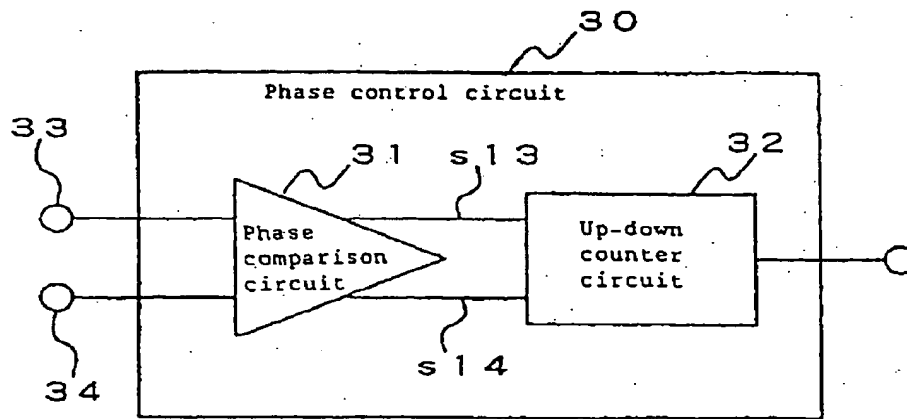 30
Phase control circuit
33
31
s13
32
Phase
comparison
circuit
Up-down
counter
circuit
34
s14